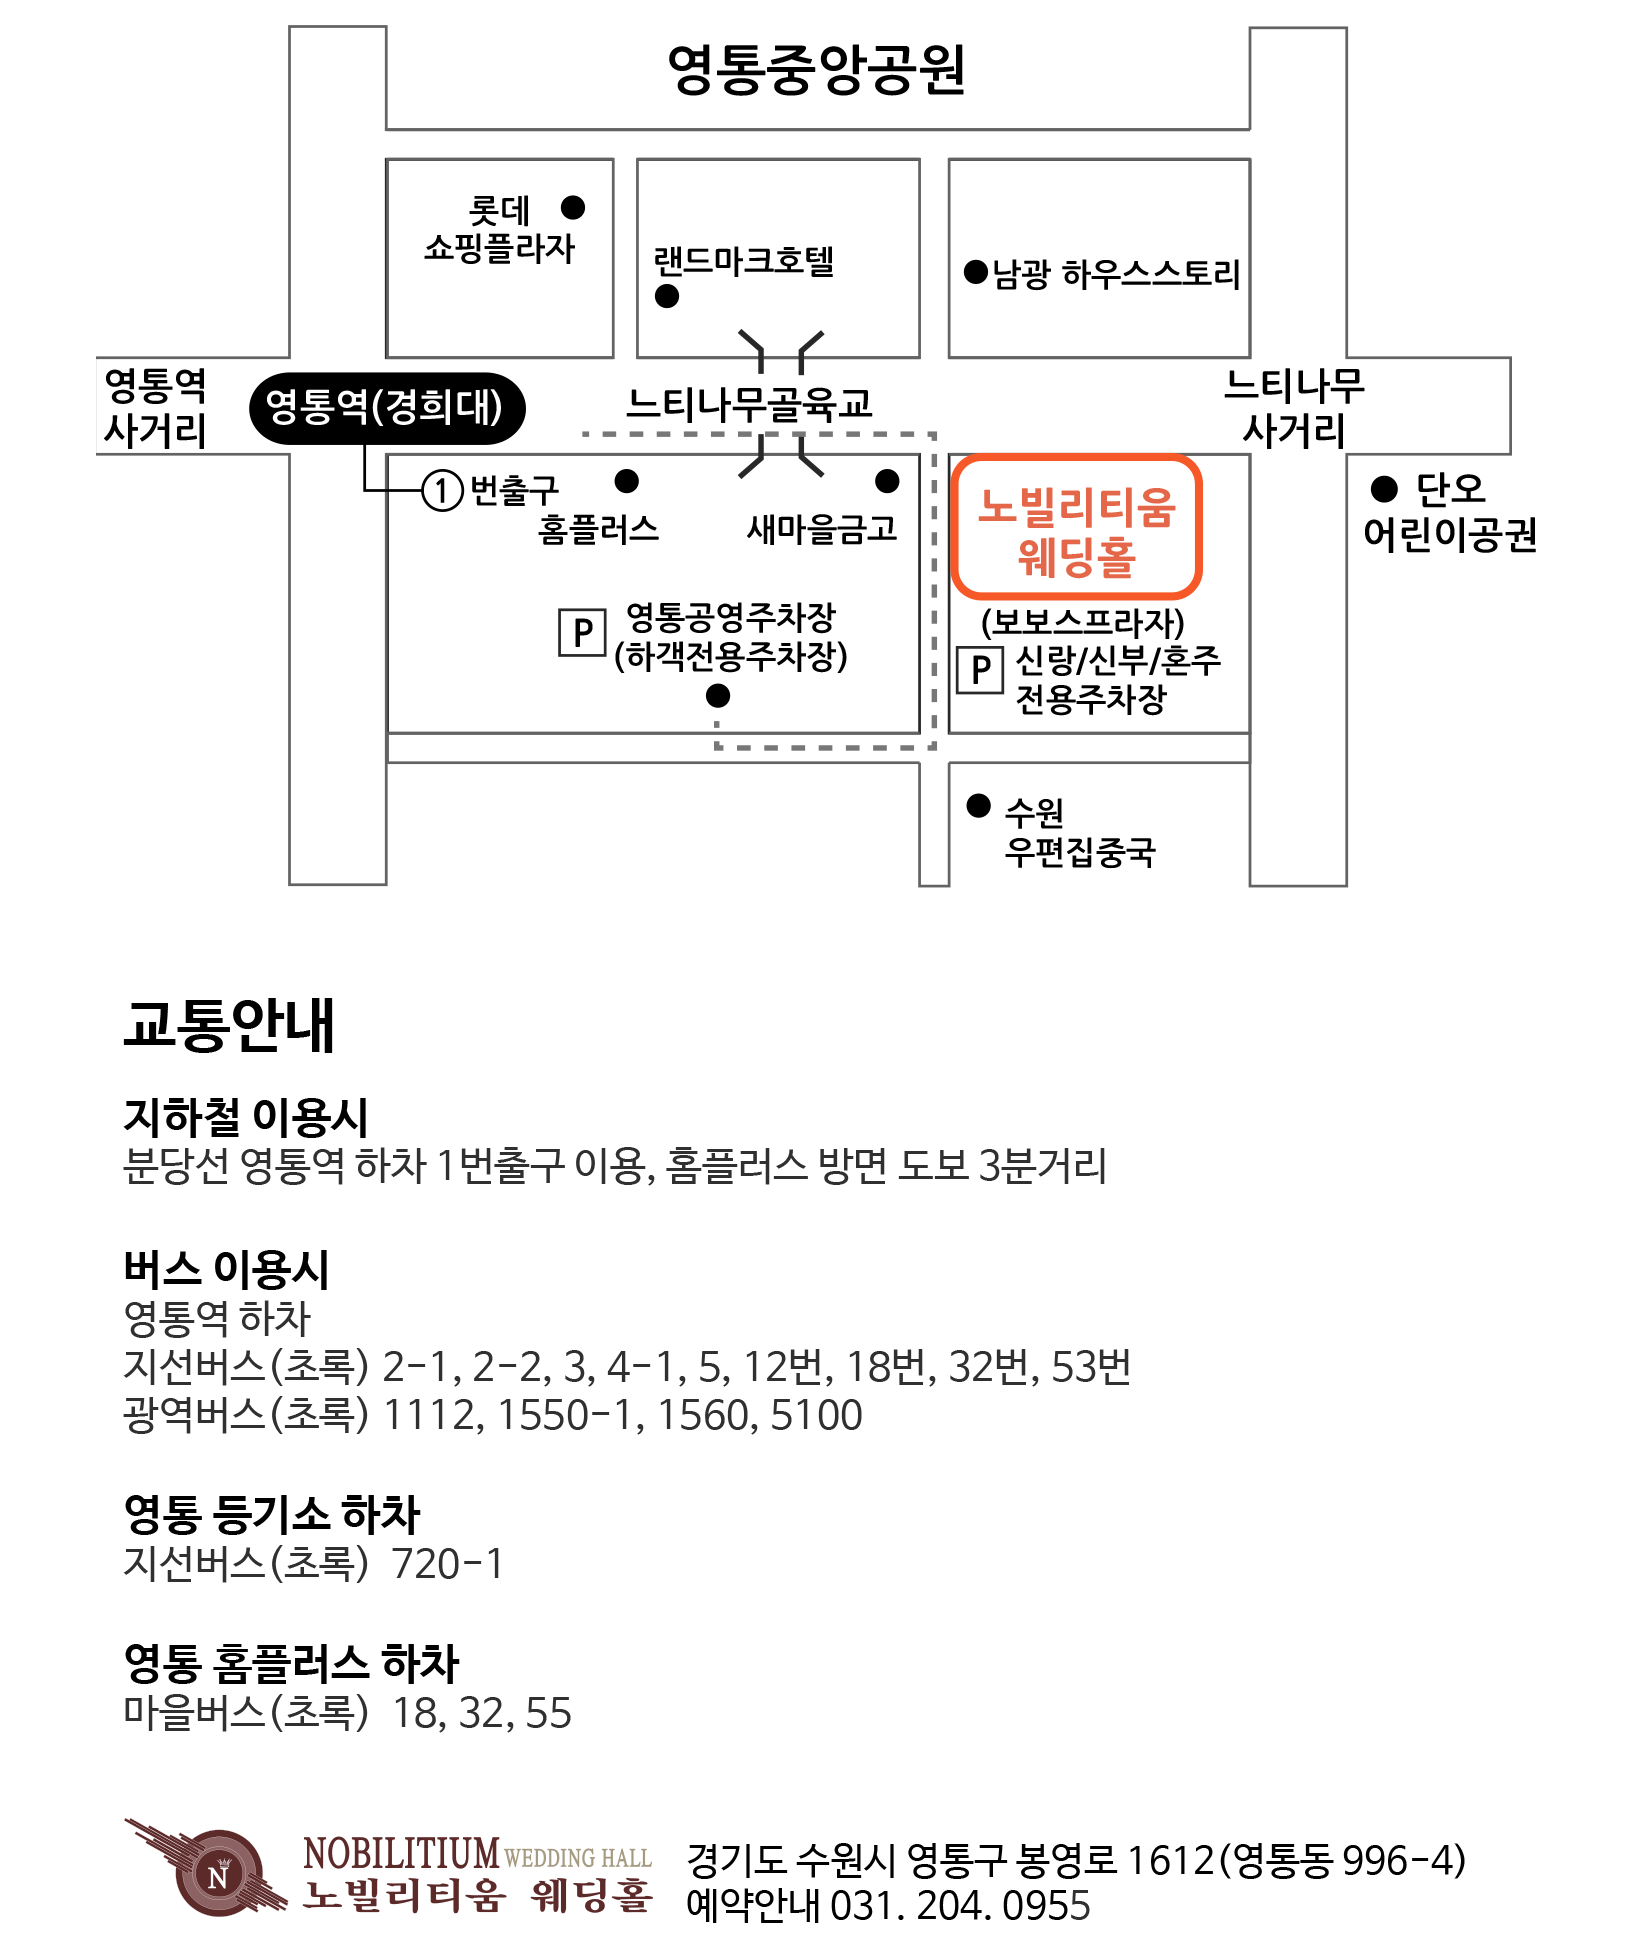 영통중앙공원
롯데
쇼핑플라자
랜드마크호텔
남광 하우스스토리
영통역
사거리
영통역(경희대)
느티나무골육교
느티나무
사거리
1 번출구
홈플러스
새마을금고
노빌리티움
웨딩홀
단오
어린이공권
P 영통공영주차장
(하객전용주차장)
(보보스프라자)
P 신랑/신부/혼주
전용주차장
수원
우편집중국
교통안내
지하철 이용시
분당선 영통역 하차 1번출구 이용, 홈플러스 방면 도보 3분거리
버스 이용시
영통역 하차
지선버스(초록) 2-1, 2-2, 3, 4-1, 5, 12번, 18번, 32번, 53번
광역버스(초록) 1112, 1550-1, 1560, 5100
영통 등기소 하차
지선버스(초록) 720-1
영통 홈플러스 하차
마을버스(초록) 18, 32, 55
N
NOBILITIUM WEDDING HALL
노빌리티움 웨딩홀
경기도 수원시 영통구 봉영로 1612(영통동 996-4)
예약안내 031. 204. 0955